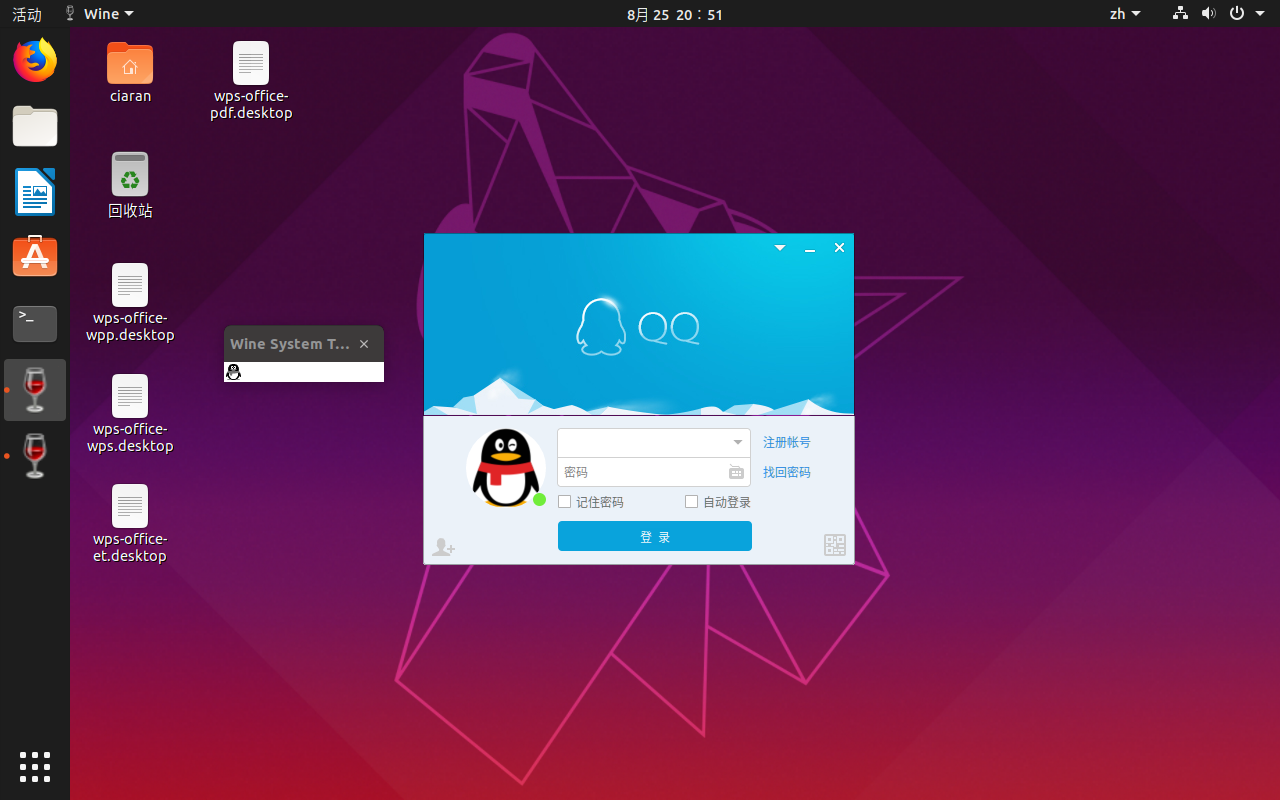 活动
Wine
8月 25 20：51
zh
ciaran
wps-office-
pdf.desktop
回收站
wps-office-
wpp.desktop
Wine System T...
QQ
wps-office-
wps.desktop
注册帐号
密码
找回密码
记住密码
自动登录
登 录
wps-office-
et.desktop